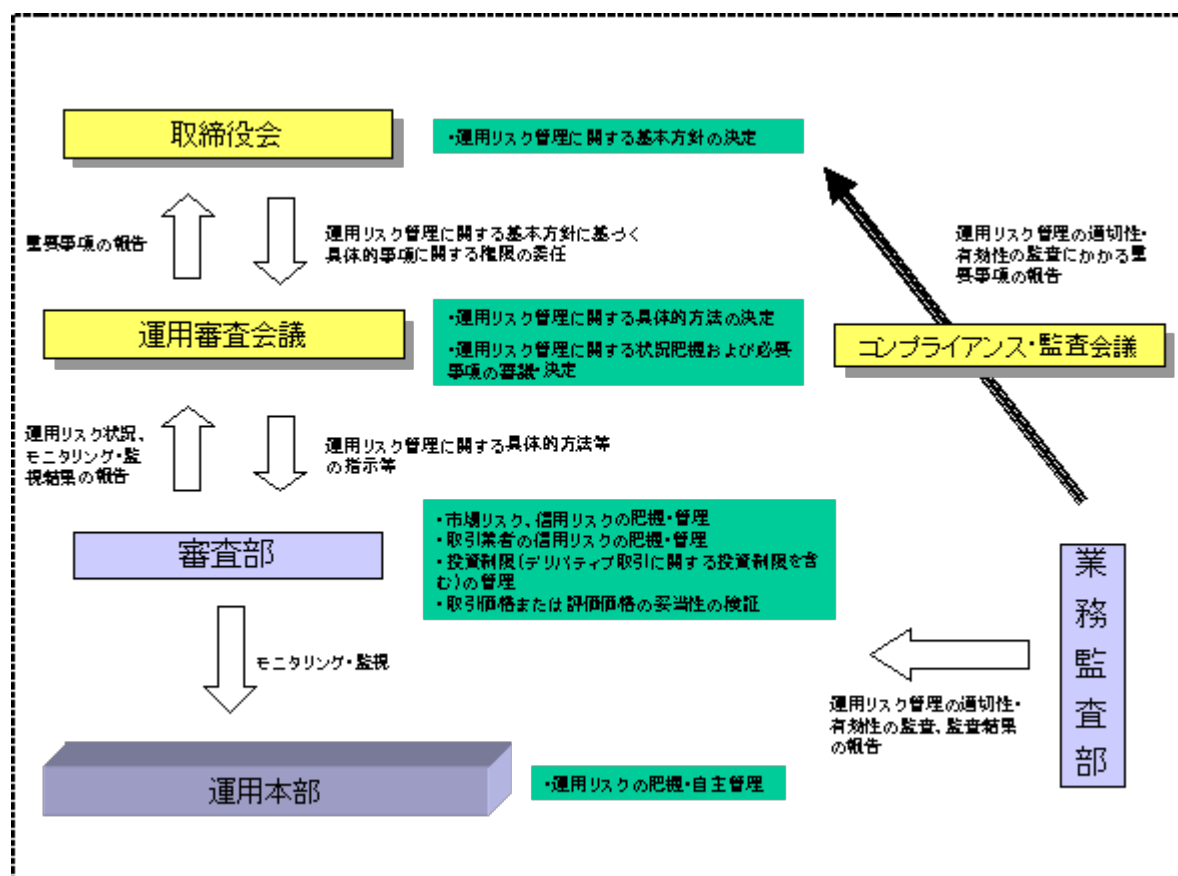 取締役会
・運用リスク管理に関する基本方針の決定
重要事項の報告
運用リスク管理に関する基本方針に基づく
具体的事項に関する権限の委任
運用リスク管理の適切性・
有効性の監査にかかる重
要事項の報告
運用審査会議
・運用リスク管理に関する具体的方法の決定
・運用リスク管理に関する状況把握および必要
事項の審議・決定
コンプライアンス・監査会議
運用リスク状況、
モニタリング・監
視結果の報告
運用リスク管理に関する具体的方法等
の指示等
審査部
・市場リスク、信用リスクの把握・管理
・取引業者の信用リスクの把握・管理
・投資制限(デリバティブ取引に関する投資制限を含
む)の管理
・取引価格または評価価格の妥当性の検証
業務監査部
モニタリング・監視
運用リスク管理の適切性・
有効性の監査、監査結果
の報告
運用本部
・運用リスクの把握・自主管理